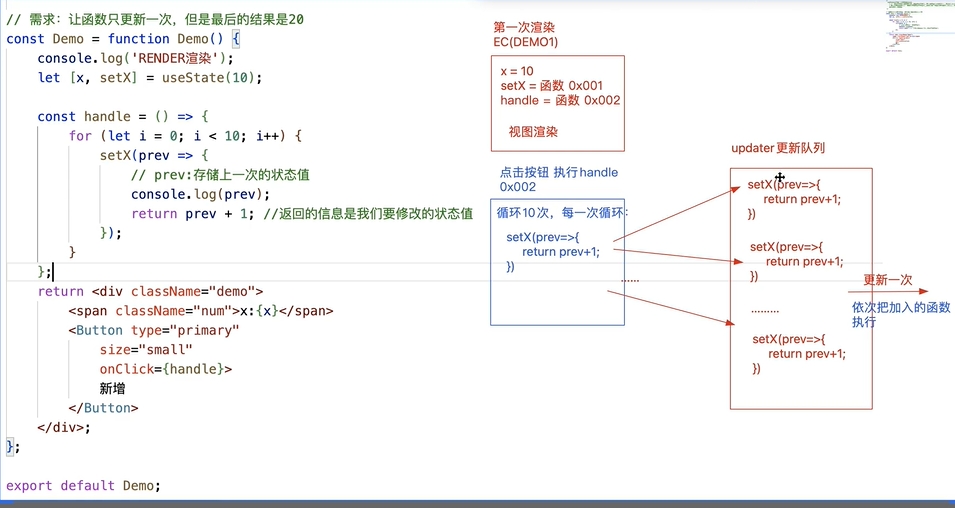 // 需求：让函数只更新一次，但是最后的结果是20
const Demo = function Demo() {
    console.log('RENDER渲染');
    let [x, setX] = useState(10);

    const handle = () => {
        for (let i = 0; i < 10; i++) {
            setX(prev => {
                // prev:存储上一次的状态值
                console.log(prev);
                return prev + 1; //返回的信息是我们要修改的状态值
            });
        }
    };
    return <div className="demo">
        <span className="num">x:{x}</span>
        <Button type="primary"
            size="small"
            onClick={handle}>
            新增
        </Button>
    </div>;
};

export default Demo;
第一次渲染
EC(DEMO1)
x = 10
setX = 函数 0x001
handle = 函数 0x002
视图渲染
点击按钮 执行handle
0x002
循环10次，每一次循环：
setX(prev=>{
    return prev+1;
})
......
updater更新队列
setX(prev=>{
    return prev+1;
})
setX(prev=>{
    return prev+1;
})
.........
setX(prev=>{
    return prev+1;
})
更新一次
依次把加入的函数
执行